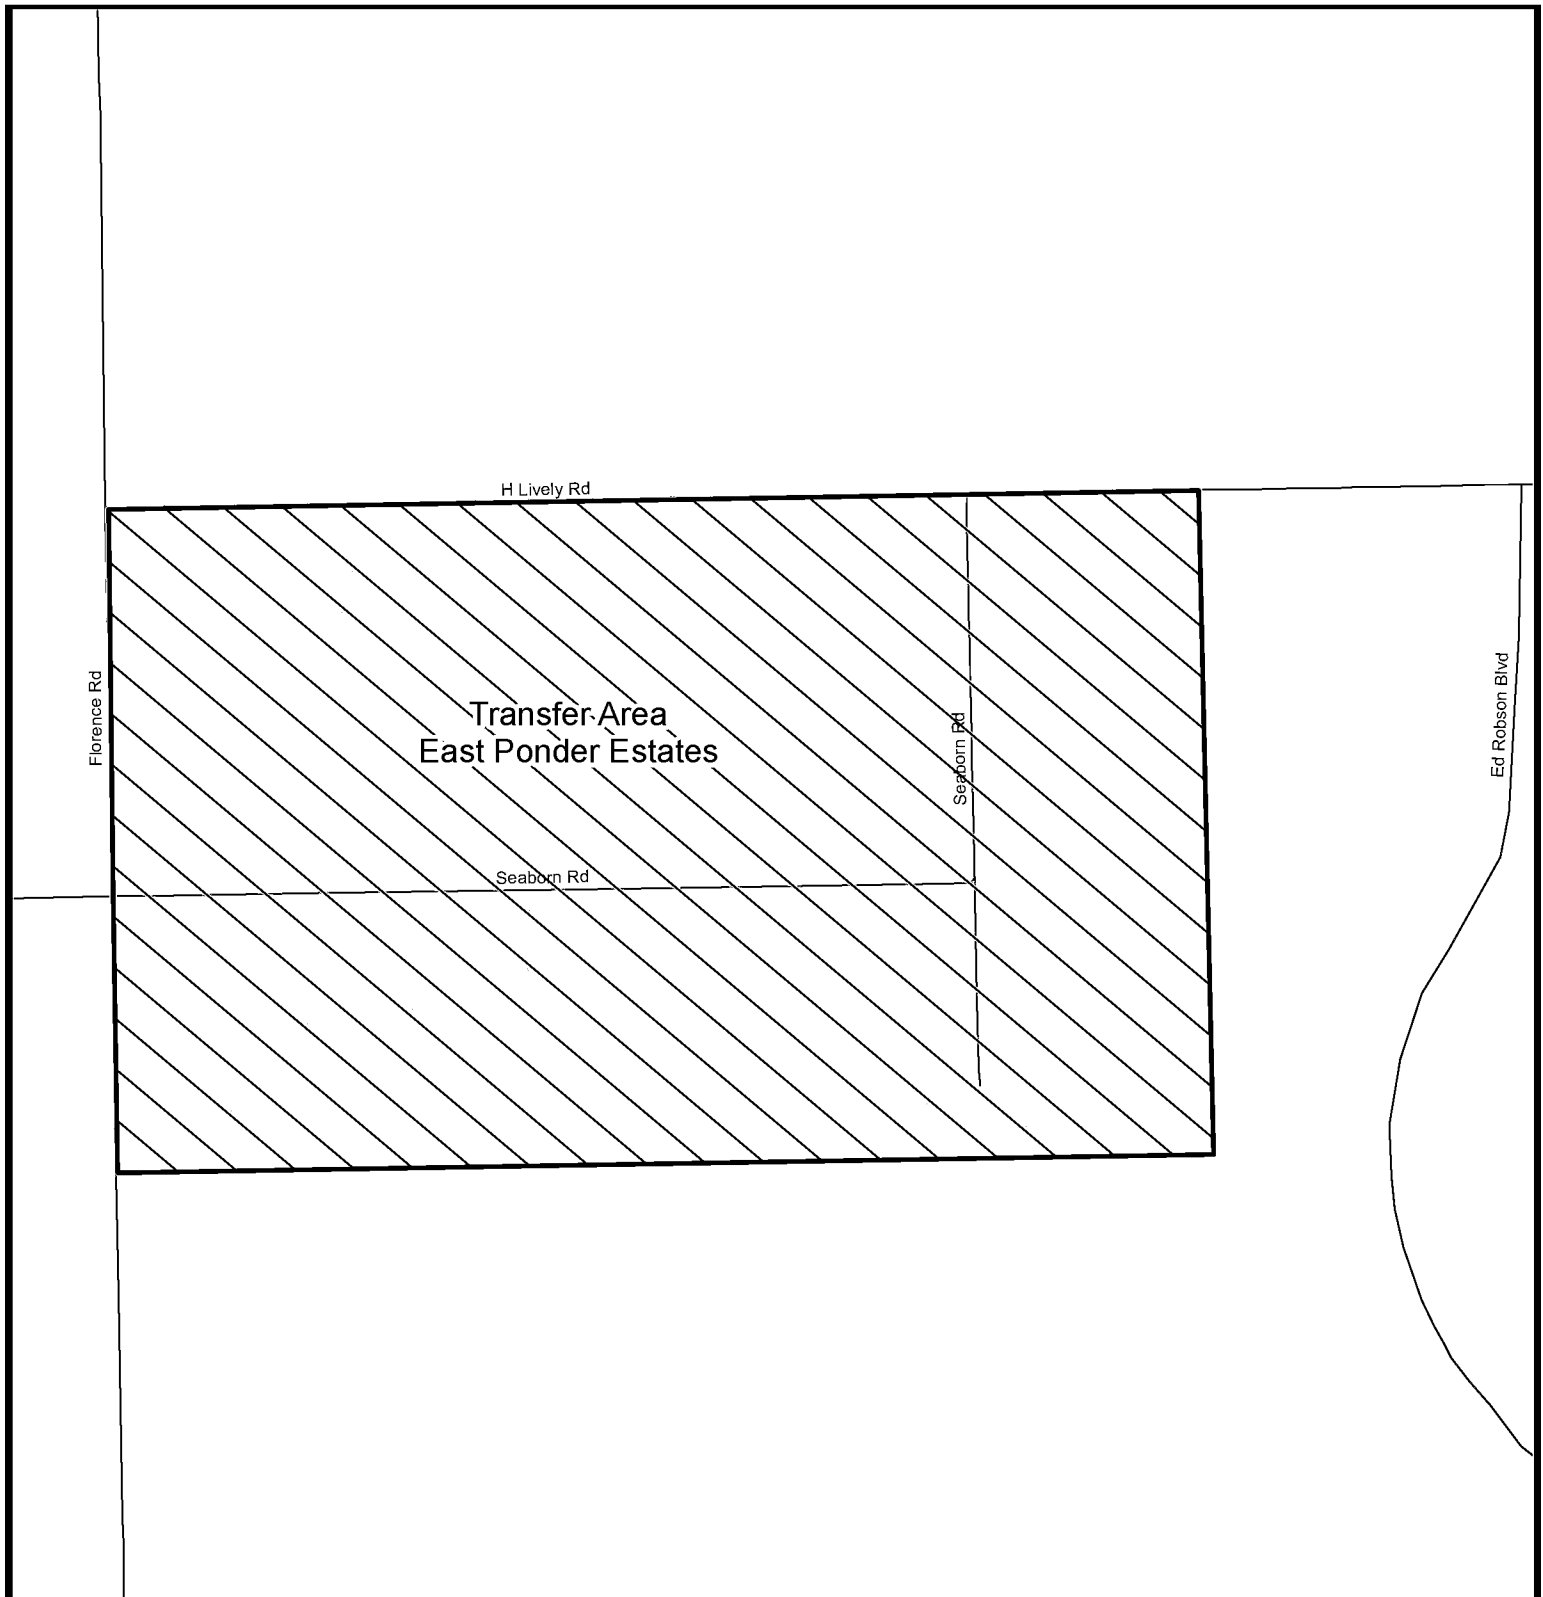 H Lively Rd
Florence Rd
Transfer Area
East Ponder Estates
Seaborn Rd
Ed Robson Blvd
Seaborn Rd